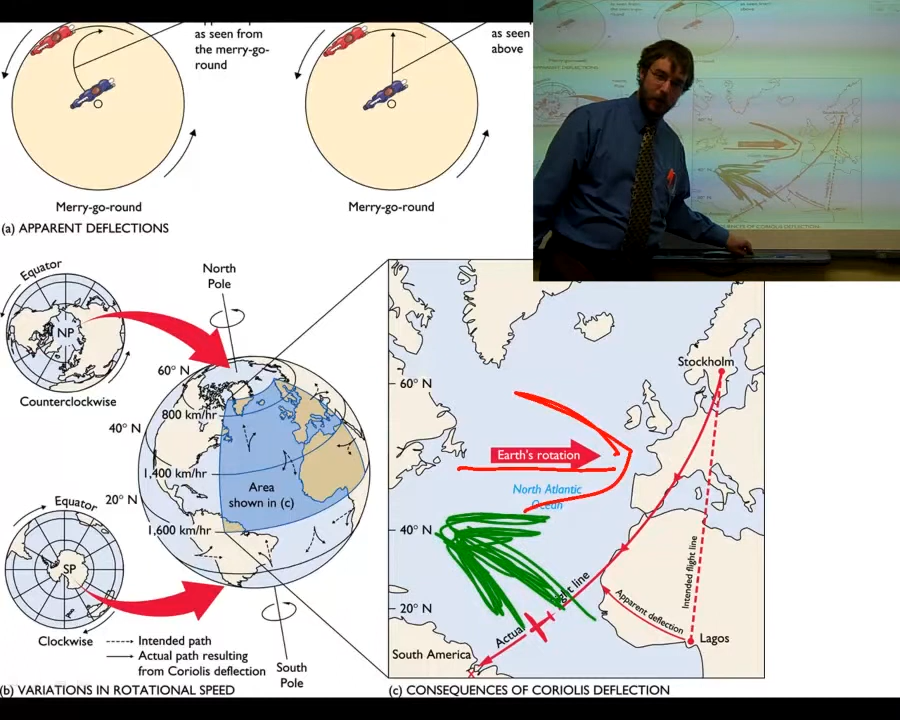 as seen from
the merry-go-
round
as seen
above
Merry-go-round
Merry-go-round
(a) APPARENT DEFLECTIONS
Equator
NP
Counterclockwise
North
Pole
60° N
800 km/hr
40° N
1,400 km/hr
20° N
1,600 km/hr
Area
shown in (c)
Equator
SP
Clockwise
Intended path
Actual path resulting
from Coriolis deflection
South
Pole
(b) VARIATIONS IN ROTATIONAL SPEED
Stockholm
60° N
Earth's rotation
North Atlantic
Ocean
40° N
20° N
Actual
flight line
Intended flight line
Apparent deflection
Lagos
South America
(c) CONSEQUENCES OF CORIOLIS DEFLECTION